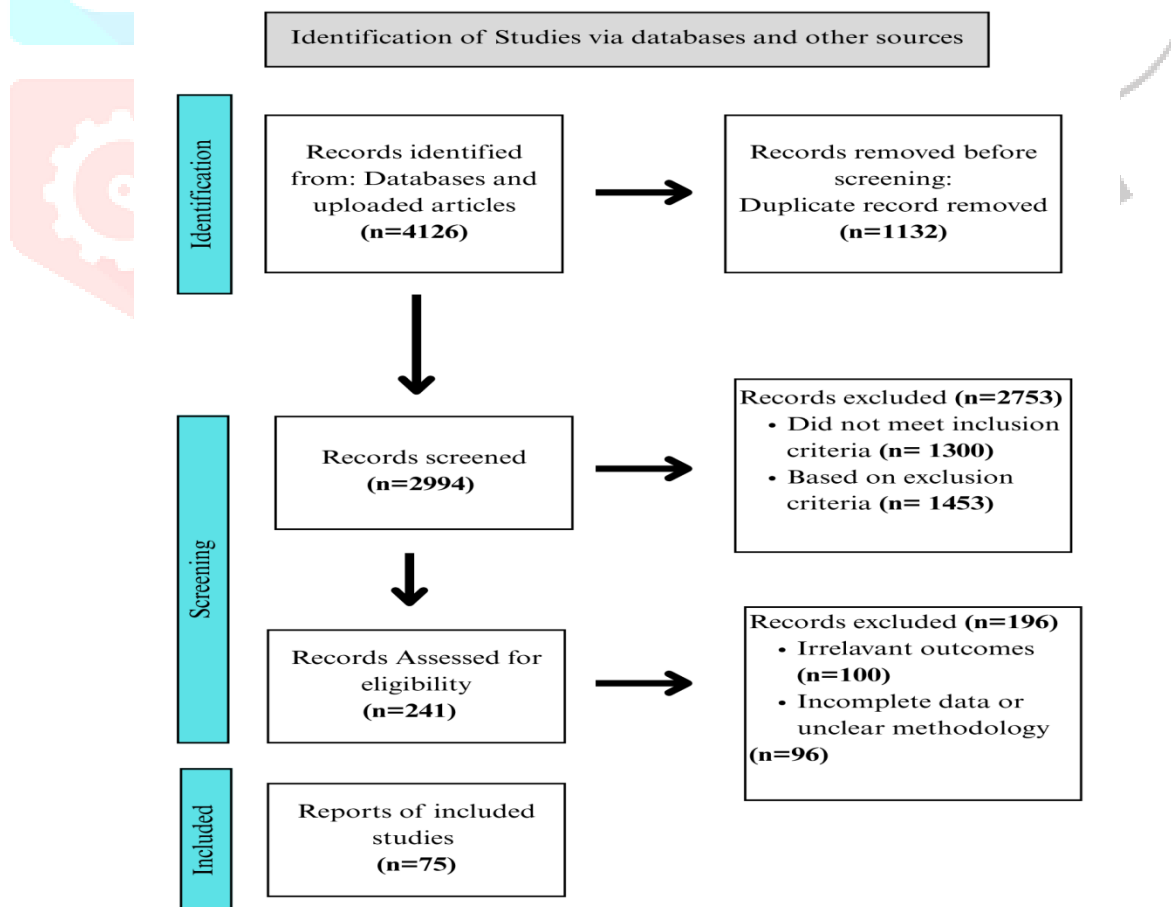 Identification of Studies via databases and other sources
Identification
Records identified
from: Databases and
uploaded articles
(n=4126)
Records removed before
screening:
Duplicate record removed
(n=1132)
Screening
Records screened
(n=2994)
Records excluded (n=2753)
• Did not meet inclusion
criteria (n= 1300)
• Based on exclusion
criteria (n= 1453)
Records Assessed for
eligibility
(n=241)
Records excluded (n=196)
• Irrelavant outcomes
(n=100)
• Incomplete data or
unclear methodology
(n=96)
Included
Reports of included
studies
(n=75)